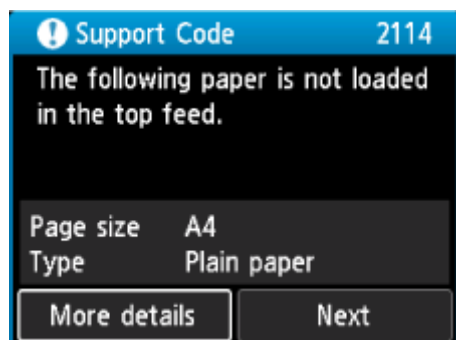 Support Code 2114
The following paper is not loaded
in the top feed.
Page size A4
Type Plain paper
More details Next